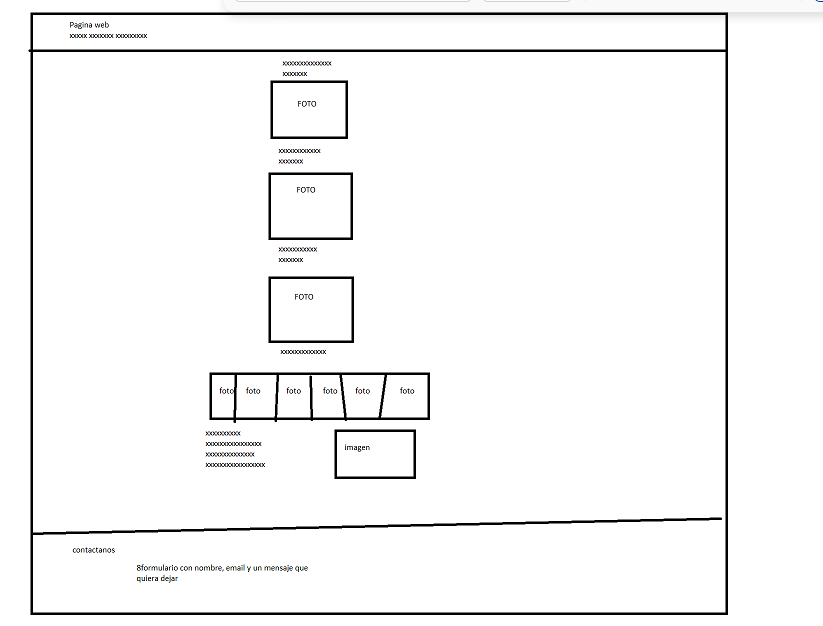 Pagina web
xxxxx xxxxxxx xxxxxxxxx
xxxxxxxxxxxxx
xxxxxxx
FOTO
xxxxxxxxxxxx
xxxxxxx
FOTO
xxxxxxxxxxx
xxxxxxx
FOTO
xxxxxxxxxxxxx
foto foto foto foto foto foto
xxxxxxxxxx
xxxxxxxxxxxxxxxx
xxxxxxxxxxxxxx
xxxxxxxxxxxxxxxxx
imagen
contactanos
8formulario con nombre, email y un mensaje que
quiera dejar